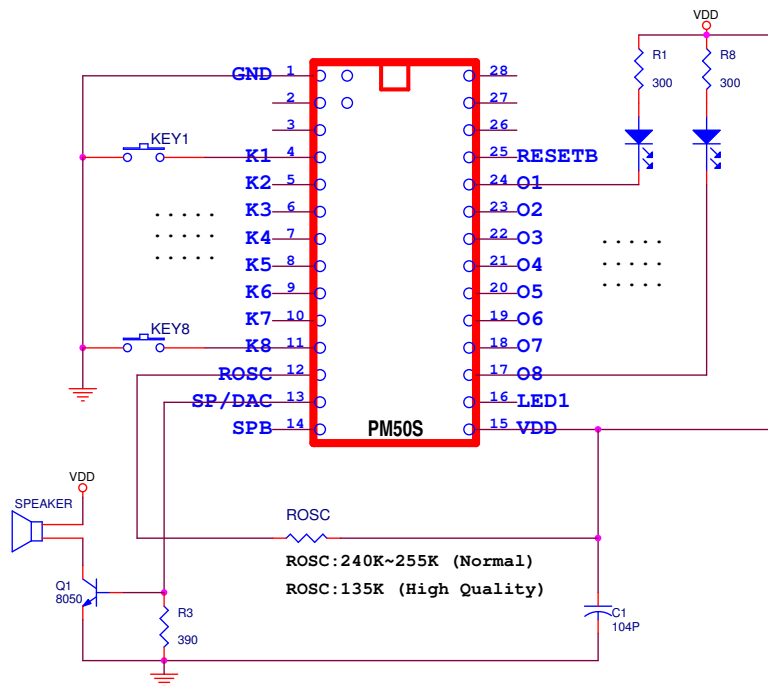 VDD
R1
300
R8
300
GND 1
2
3
KEY1
K1 4
K2 5
K3 6
K4 7
K5 8
K6 9
K7 10
KEY8
K8 11
ROSC 12
SP/DAC 13
SPB 14
28
27
26
25 RESETB
24 O1
23 O2
22 O3
21 O4
20 O5
19 O6
18 O7
17 O8
16 LED1
15 VDD
PM50S
VDD
SPEAKER
Q1
8050
R3
390
ROSC
ROSC:240K~255K (Normal)
ROSC:135K (High Quality)
C1
104P